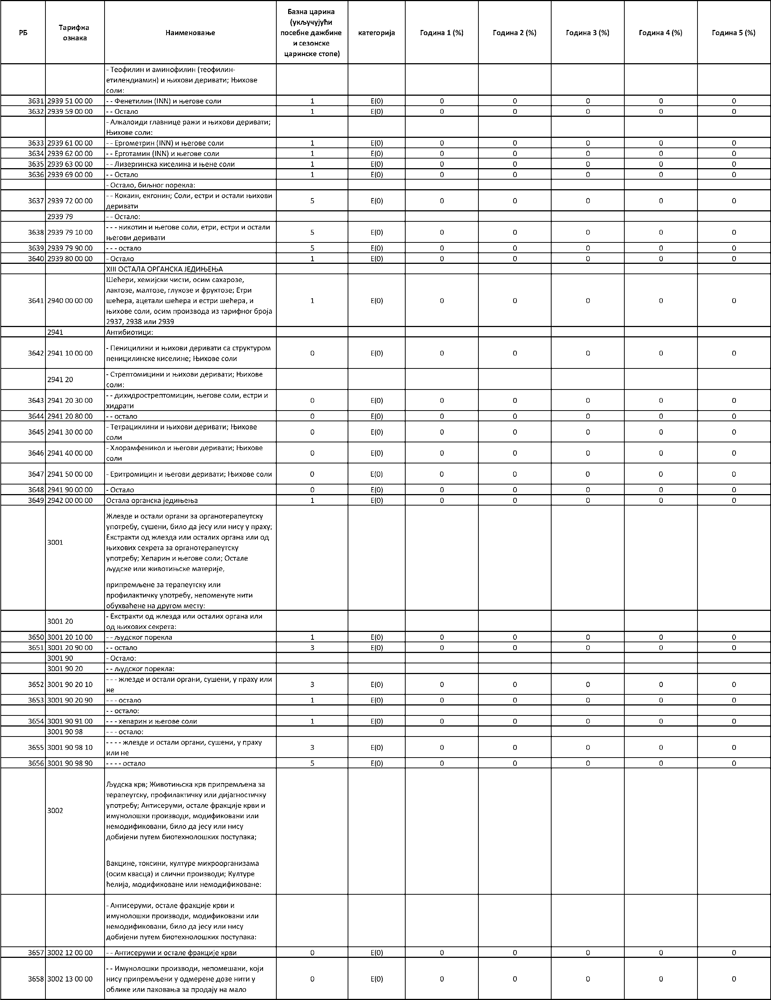 РБ Тарифна ознака Наименовање Базна царина (укључујући посебне дажбине и сезонске царинске стопе) категорија Година 1 (%) Година 2 (%) Година 3 (%) Година 4 (%) Година 5 (%)
- Теофилин и аминофилин (теофилин-
етилендиамин) и њихови деривати; Њихове
соли:
3631 2939 51 00 00 - - Фенетилин (INN) и његове соли 1 E(0) 0 0 0 0 0
3632 2939 59 00 00 - - Остало 1 E(0) 0 0 0 0 0
- Алкалоиди главнице ражи и њихови деривати;
Њихове соли:
3633 2939 61 00 00 - - Ергометрин (INN) и његове соли 1 E(0) 0 0 0 0 0
3634 2939 62 00 00 - - Ерготамин (INN) и његове соли 1 E(0) 0 0 0 0 0
3635 2939 63 00 00 - - Лизергинска киселина и њене соли 1 E(0) 0 0 0 0 0
3636 2939 69 00 00 - - Остало 1 E(0) 0 0 0 0 0
- Остало, биљног порекла:
3637 2939 72 00 00 - - Кокаин, екгонин; Соли, естри и остали њихови
деривати 5 E(0) 0 0 0 0 0
2939 79 - - Остало:
3638 2939 79 10 00 - - - никотин и његове соли, етри, естри и остали
његови деривати 5 E(0) 0 0 0 0 0
3639 2939 79 90 00 - - - остало 5 E(0) 0 0 0 0 0
3640 2939 80 00 00 - Остало 1 E(0) 0 0 0 0 0
XIII ОСТАЛА ОРГАНСКА ЈЕДИЊЕЊА
Шећери, хемијски чисти, осим сахарозе,
лактозе, малтозе, глукозе и фруктозе; Етри
3641 2940 00 00 00 шећера, ацетали шећера и естри шећера, и 1 E(0) 0 0 0 0 0
њихове соли, осим производа из тарифног броја
2937, 2938 или 2939
2941 Антибиотици:
3642 2941 10 00 00 - Пеницилини и њихови деривати са структуром
пеницилинске киселине; Њихове соли 0 E(0) 0 0 0 0 0
2941 20 - Стрептомицини и њихови деривати; Њихове
соли:
3643 2941 20 30 00 - - дихидрострептомицин, његове соли, естри и
хидрати 0 E(0) 0 0 0 0 0
3644 2941 20 80 00 - - остало 0 E(0) 0 0 0 0 0
3645 2941 30 00 00 - Тетрациклини и њихови деривати; Њихове
соли 0 E(0) 0 0 0 0 0
3646 2941 40 00 00 - Хлорамфеникол и његови деривати; Њихове
соли 0 E(0) 0 0 0 0 0
3647 2941 50 00 00 - Еритромицин и његови деривати; Њихове соли 0 E(0) 0 0 0 0 0
3648 2941 90 00 00 - Остало 0 E(0) 0 0 0 0 0
3649 2942 00 00 00 Остала органска једињења 1 E(0) 0 0 0 0 0
Жлезде и остали органи за органотерапеутску
употребу, сушени, било да јесу или нису у праху;
Екстракти од жлезда или осталих органа или од
3001 њихових секрета за органотерапеутску
употребу; Хепарин и његове соли; Остале
људске или животињске материје,
припремљене за терапеутску или
профилактичку употребу, непоменуте нити
обухваћене на другом месту:
3001 20 - Екстракти од жлезда или осталих органа или
од њихових секрета:
3650 3001 20 10 00 - - људског порекла 1 E(0) 0 0 0 0 0
3651 3001 20 90 00 - - остало 3 E(0) 0 0 0 0 0
3001 90 - Остало:
3001 90 20 - - људског порекла:
3652 3001 90 20 10 - - - жлезде и остали органи, сушени, у праху или
не 3 E(0) 0 0 0 0 0
3653 3001 90 20 90 - - - остало 1 E(0) 0 0 0 0 0
- - остало:
3654 3001 90 91 00 - - - хепарин и његове соли 1 E(0) 0 0 0 0 0
3001 90 98 - - - остало:
3655 3001 90 98 10 - - - - жлезде и остали органи, сушени, у праху
или не 3 E(0) 0 0 0 0 0
3656 3001 90 98 90 - - - - остало 5 E(0) 0 0 0 0 0
Људска крв; Животињска крв припремљена за
терапеутску, профилактичку или дијагностичку
употребу; Антисеруми, остале фракције крви и
3002 имунолошки производи, модификовани или
немодификовани, било да јесу или нису
добијени путем биотехнолошких поступака;
Вакцине, токсини, културе микроорганизама
(осим квасца) и слични производи; Културе
ћелија, модификоване или немодификоване:
- Антисеруми, остале фракције крви и
имунолошки производи, модификовани или
немодификовани, било да јесу или нису
добијени путем биотехнолошких поступака:
3657 3002 12 00 00 - - Антисеруми и остале фракције крви 0 E(0) 0 0 0 0 0
- - Имунолошки производи, непомешани, који
3658 3002 13 00 00 нису припремљени у одмерене дозе нити у 0 E(0) 0 0 0 0 0
облике или паковања за продају на мало